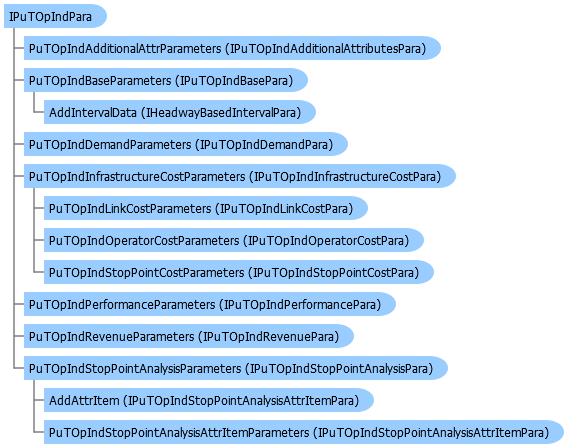 IPuTOpIndPara
PuTOpIndAdditionalAttrParameters (IPuTOpIndAdditionalAttributesPara)
PuTOpIndBaseParameters (IPuTOpIndBasePara)
AddIntervalData (IHeadwayBasedIntervalPara)
PuTOpIndDemandParameters (IPuTOpIndDemandPara)
PuTOpIndInfrastructureCostParameters (IPuTOpIndInfrastructureCostPara)
PuTOpIndLinkCostParameters (IPuTOpIndLinkCostPara)
PuTOpIndOperatorCostParameters (IPuTOpIndOperatorCostPara)
PuTOpIndStopPointCostParameters (IPuTOpIndStopPointCostPara)
PuTOpIndPerformanceParameters (IPuTOpIndPerformancePara)
PuTOpIndRevenueParameters (IPuTOpIndRevenuePara)
PuTOpIndStopPointAnalysisParameters (IPuTOpIndStopPointAnalysisPara)
AddAttrItem (IPuTOpIndStopPointAnalysisAttrItemPara)
PuTOpIndStopPointAnalysisAttrItemParameters (IPuTOpIndStopPointAnalysisAttrItemPara)